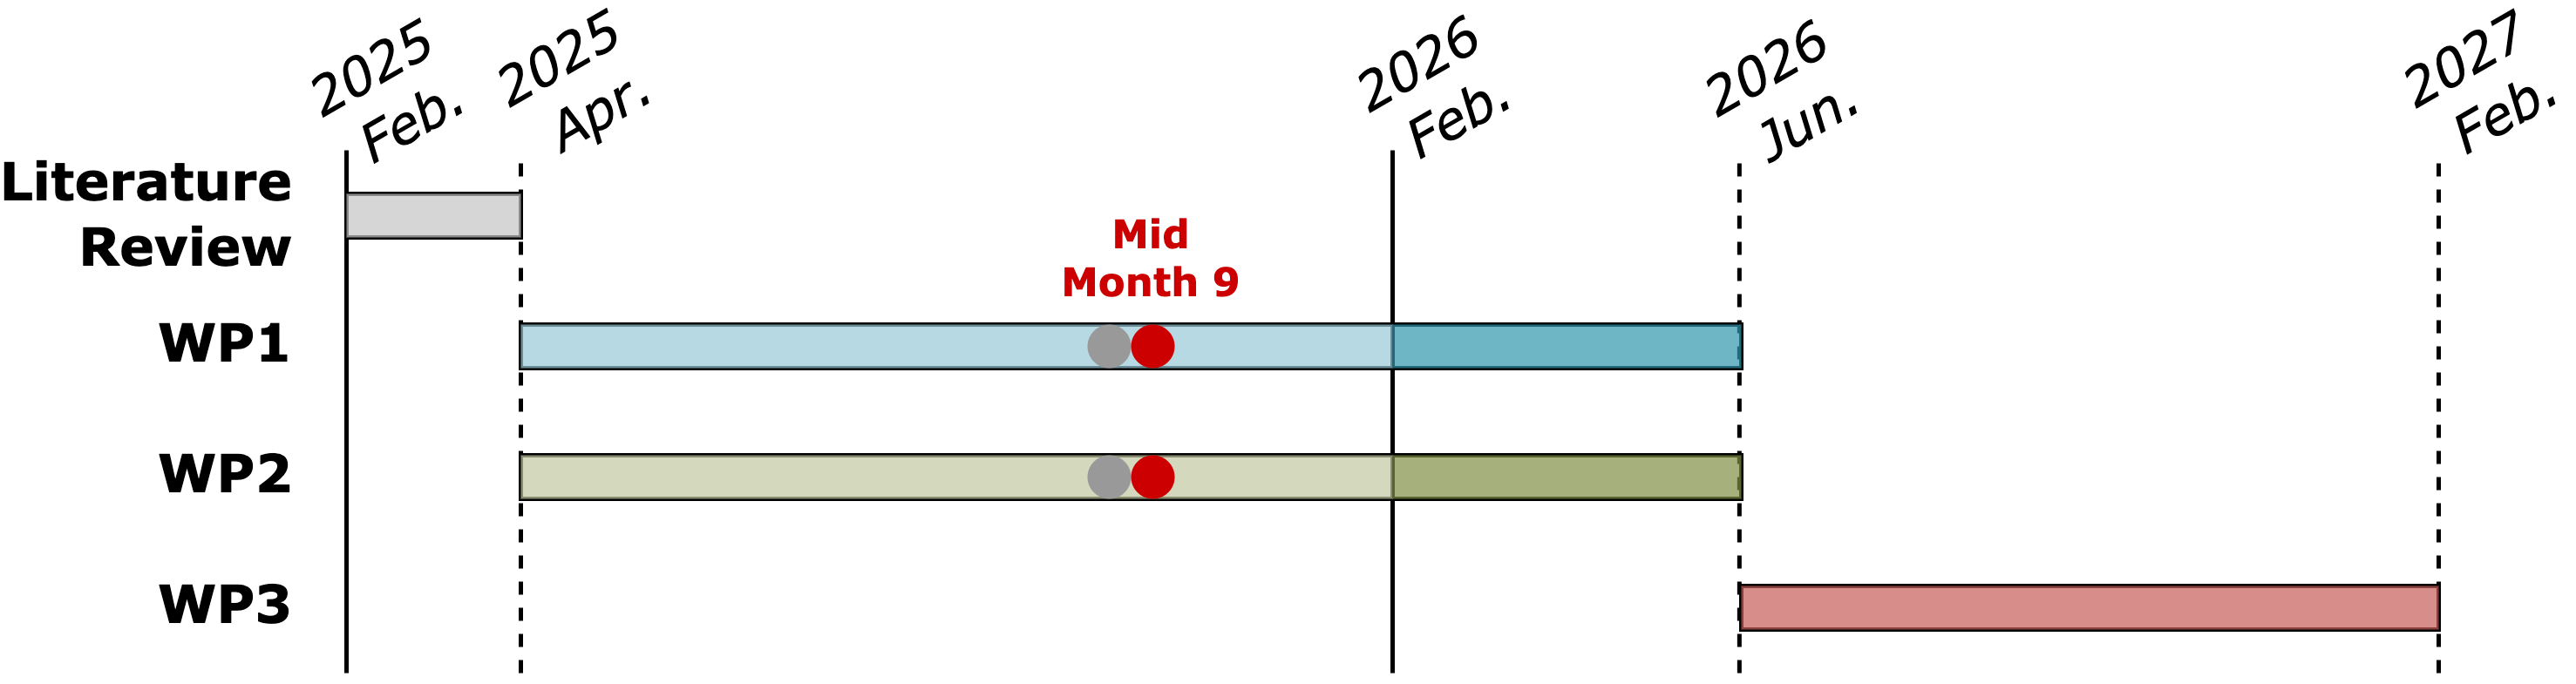 2025
Feb.
2025
Apr.
2026
Feb.
2026
Jun.
2027
Feb.
Literature
Review
Mid
Month 9
WP1
WP2
WP3